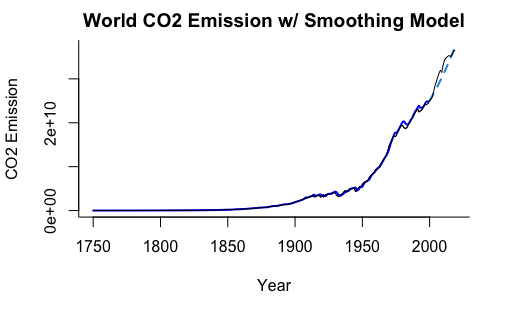 World CO2 Emission w/ Smoothing Model
CO2 Emission
0e+00
2e+10
1750
1800
1850
1900
1950
2000
Year